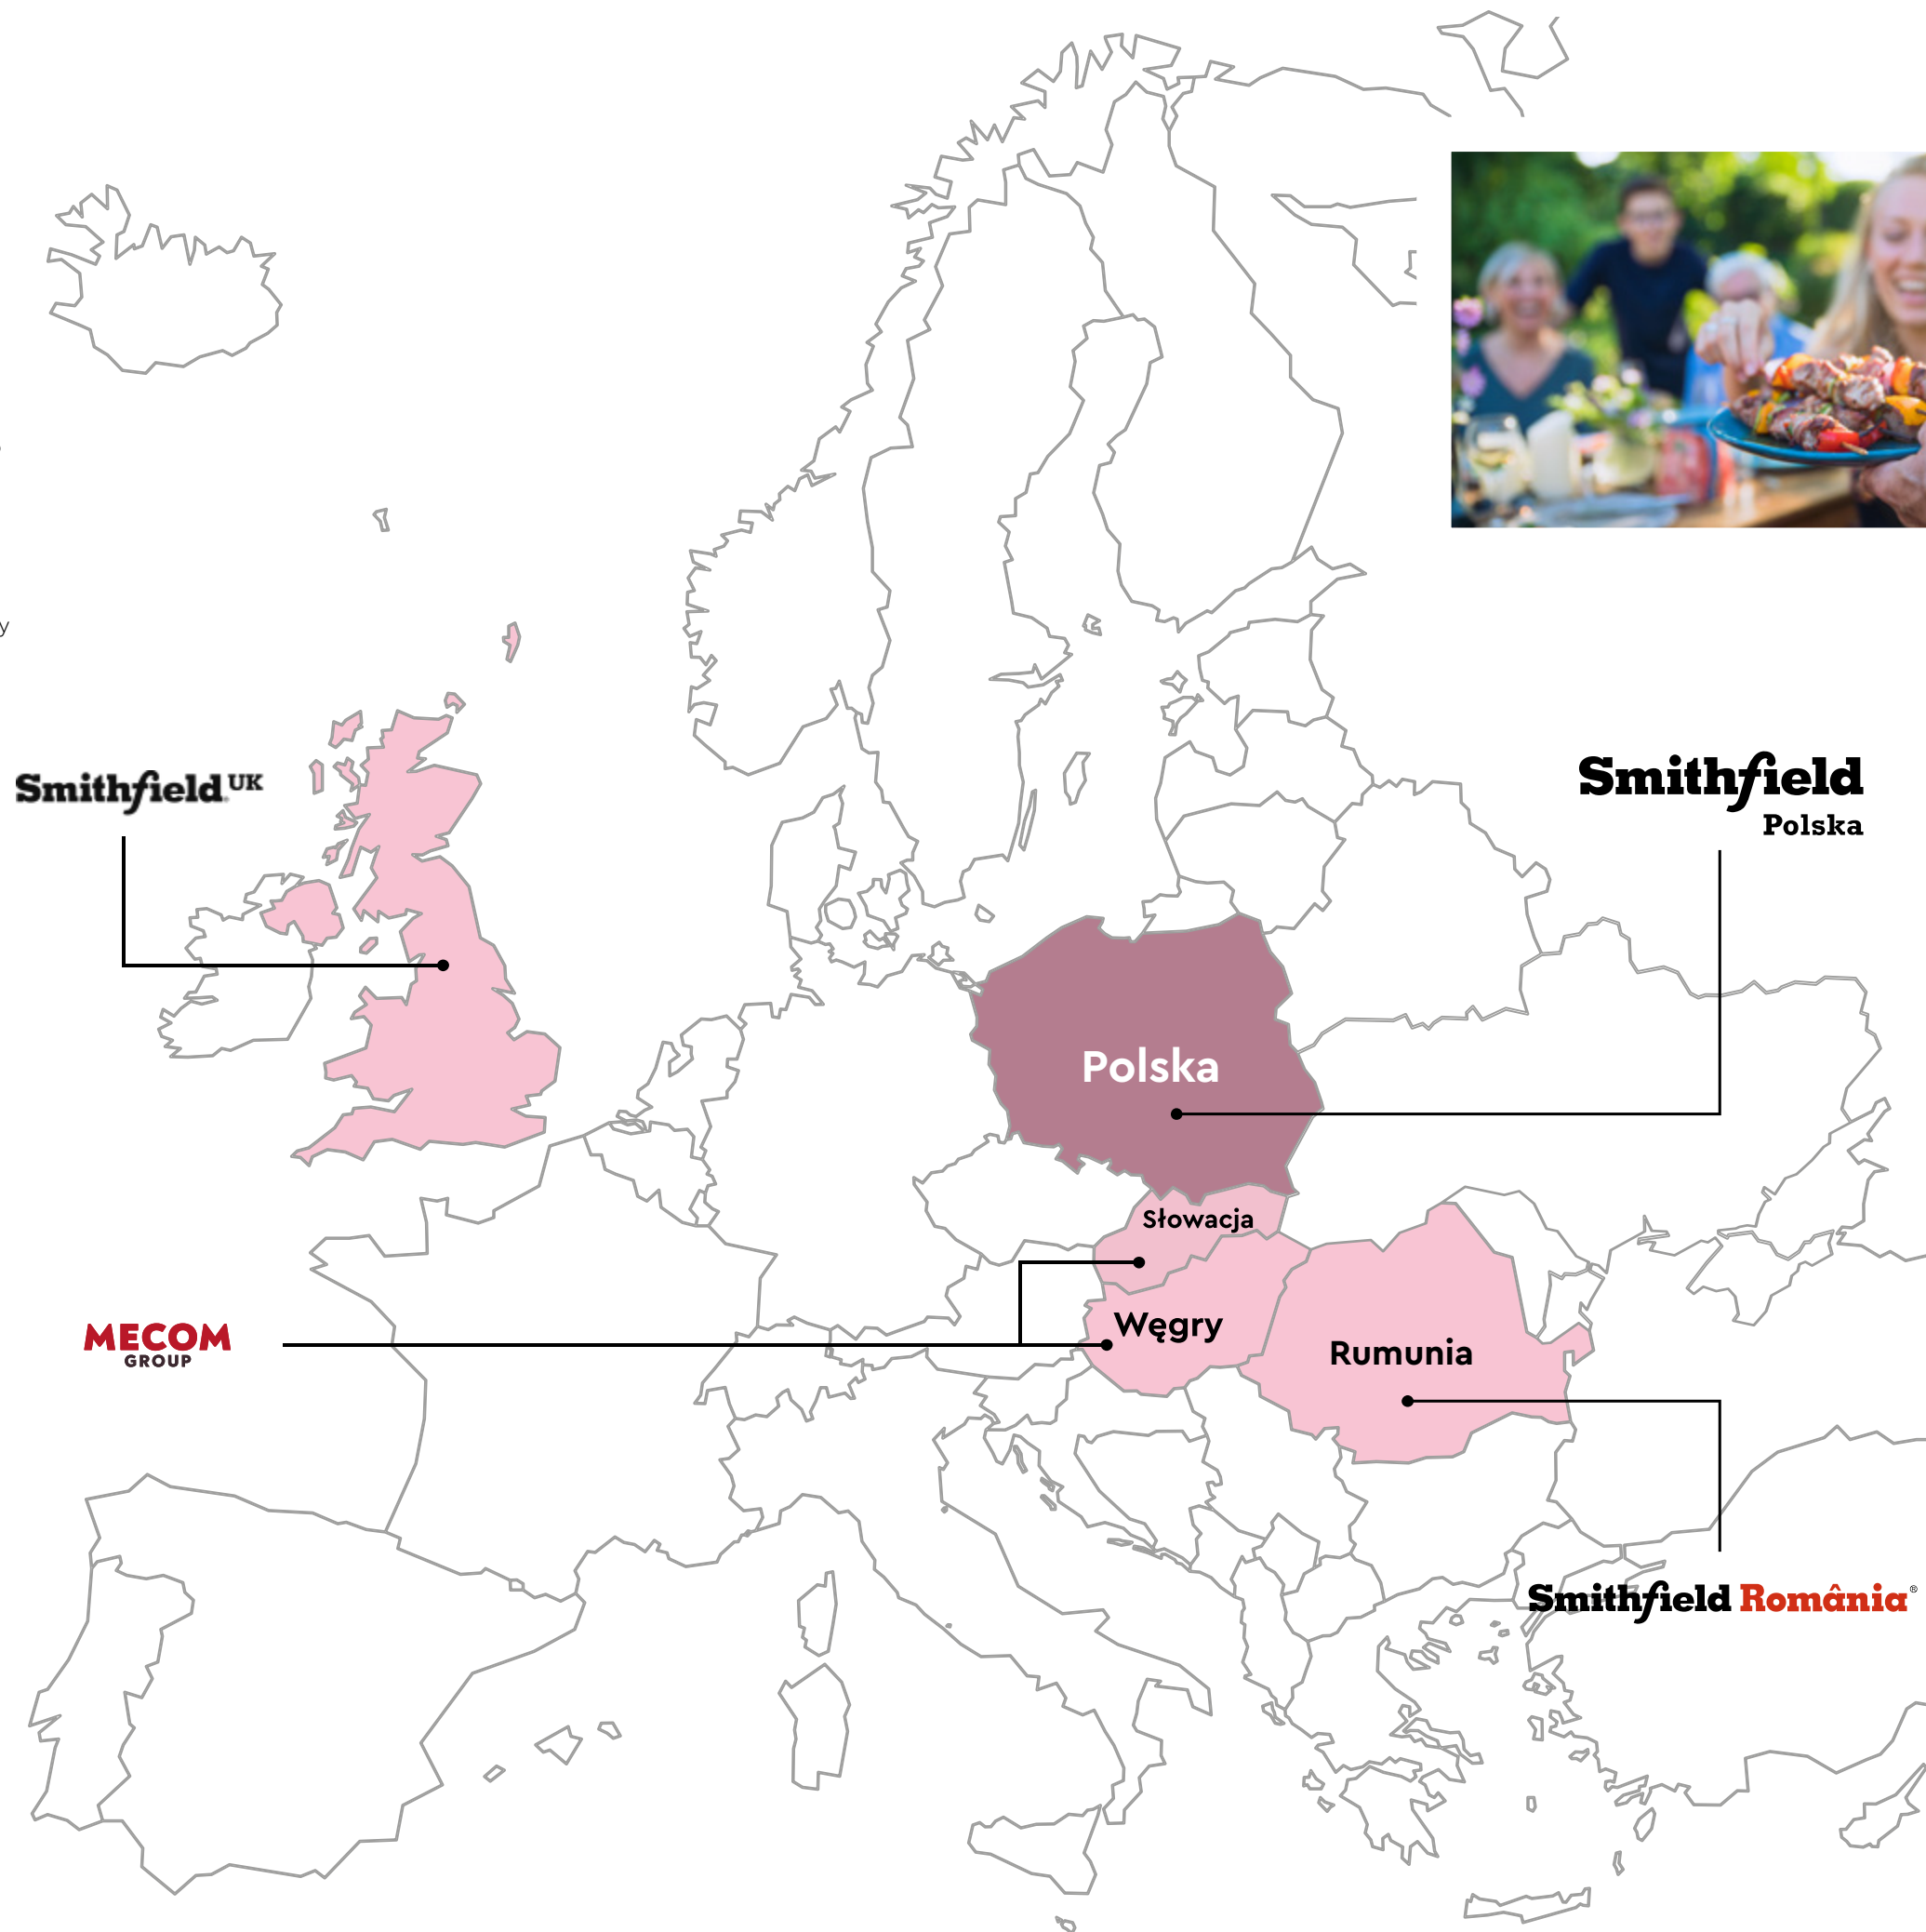 y
Smithfield. UK
Smithfield
Polska
Polska
Słowacja
Węgry
MECOM
GROUP
Rumunia
Smithfield România®